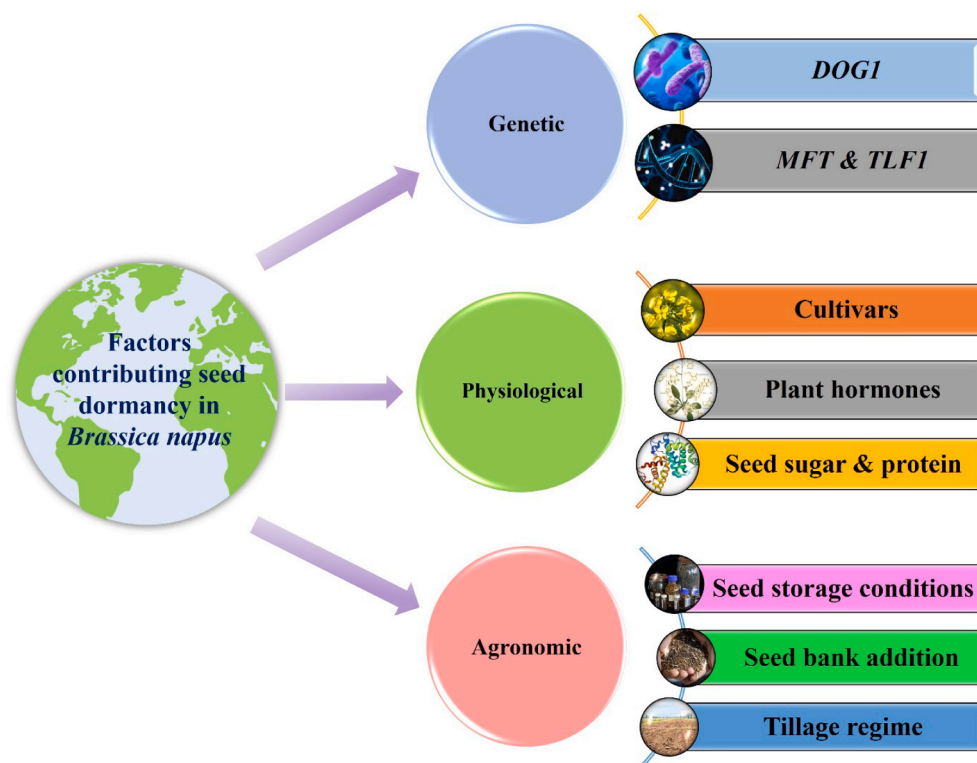 Factors
contributing seed
dormancy in
Brassica napus
Genetic
DOG1
MFT & TLF1
Physiological
Cultivars
Plant hormones
Seed sugar & protein
Agronomic
Seed storage conditions
Seed bank addition
Tillage regime